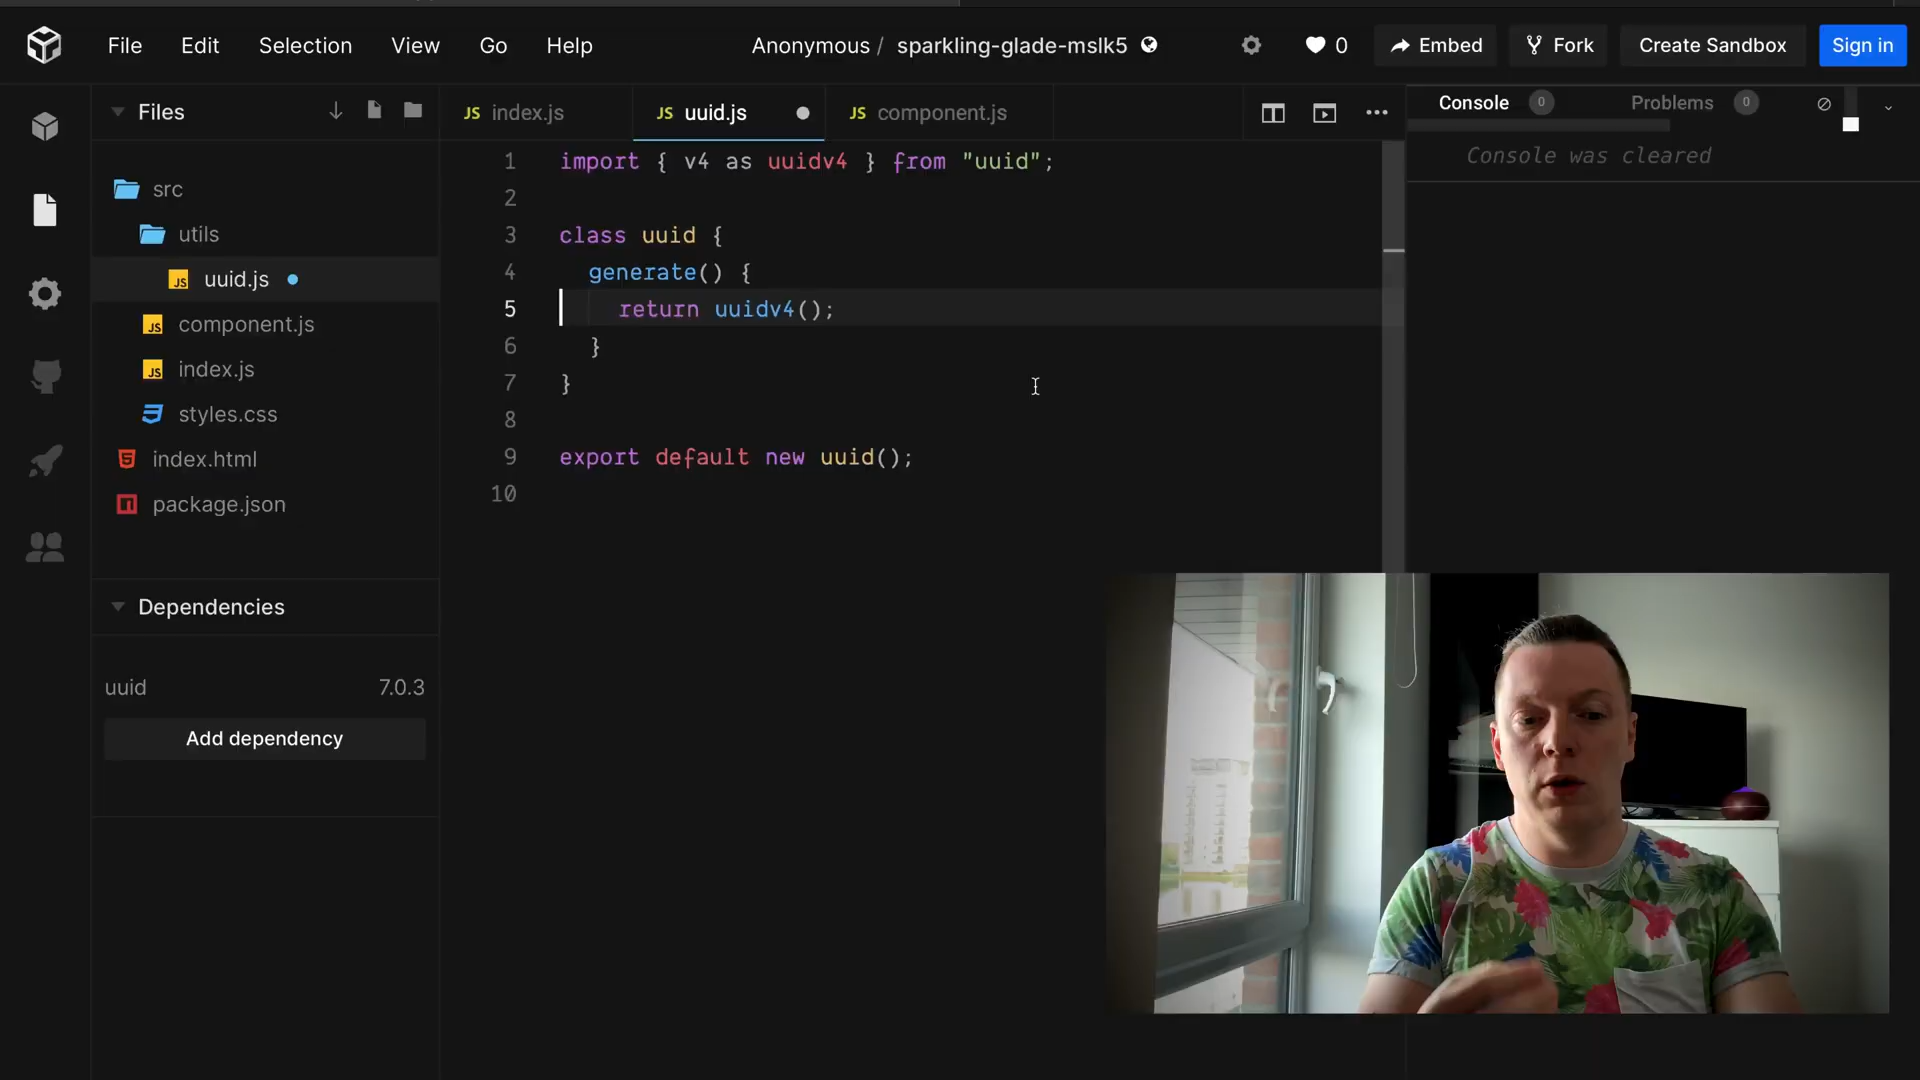 File Edit Selection View Go Help Anonymous / sparkling-glade-mslk5 0 Embed Fork Create Sandbox Sign in
Files
JS index.js JS uuid.js JS component.js
Console 0 Problems 0
Console was cleared
src
utils
JS uuid.js
JS component.js
JS index.js
styles.css
index.html
package.json
Dependencies
uuid 7.0.3
Add dependency
1 import { v4 as uuidv4 } from "uuid";
2
3 class uuid {
4 generate() {
5 return uuidv4();
6 }
7 }
8
9 export default new uuid();
10